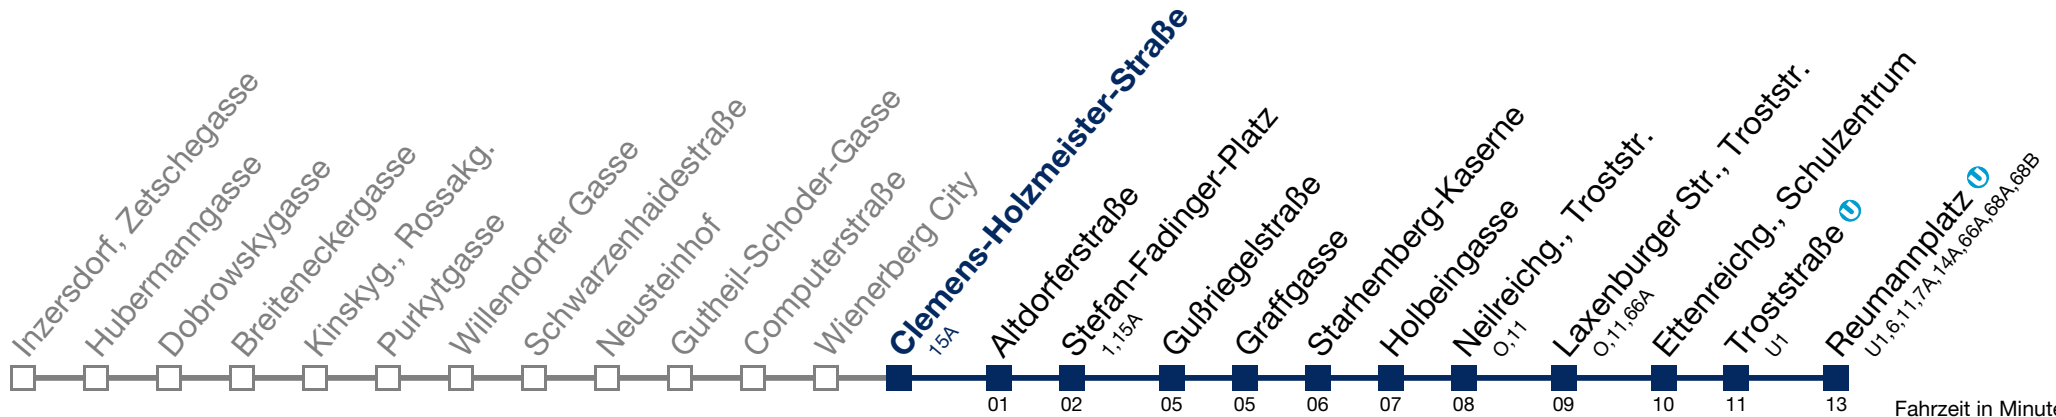 Inzersdorf, Zetschegasse
Hubermanngasse
Dobrowskygasse
Breiteneckergasse
Kinskyg., Rossakg.
Purkytgasse
Willendorfer Gasse
Schwarzenhaidestraße
Neusteinhof
Gutheil-Schoder-Gasse
Computerstraße
Wienerberg City
Clemens-Holzmeister-Straße
15A
Altdorferstraße
Stefan-Fadinger-Platz
1,15A
Gußriegelstraße
Graffgasse
Starhemberg-Kaserne
Holbeingasse
Neilreichg., Troststr.
O,11
Laxenburger Str., Troststr.
O,11,66A
Ettenreichg., Schulzentrum
Troststraße U
U1
Reumannplatz U
U1,6,11,7A,14A,66A,68A,68B
01 02 05 05 06 07 08 09 10 11 13
Fahrzeit in Minute